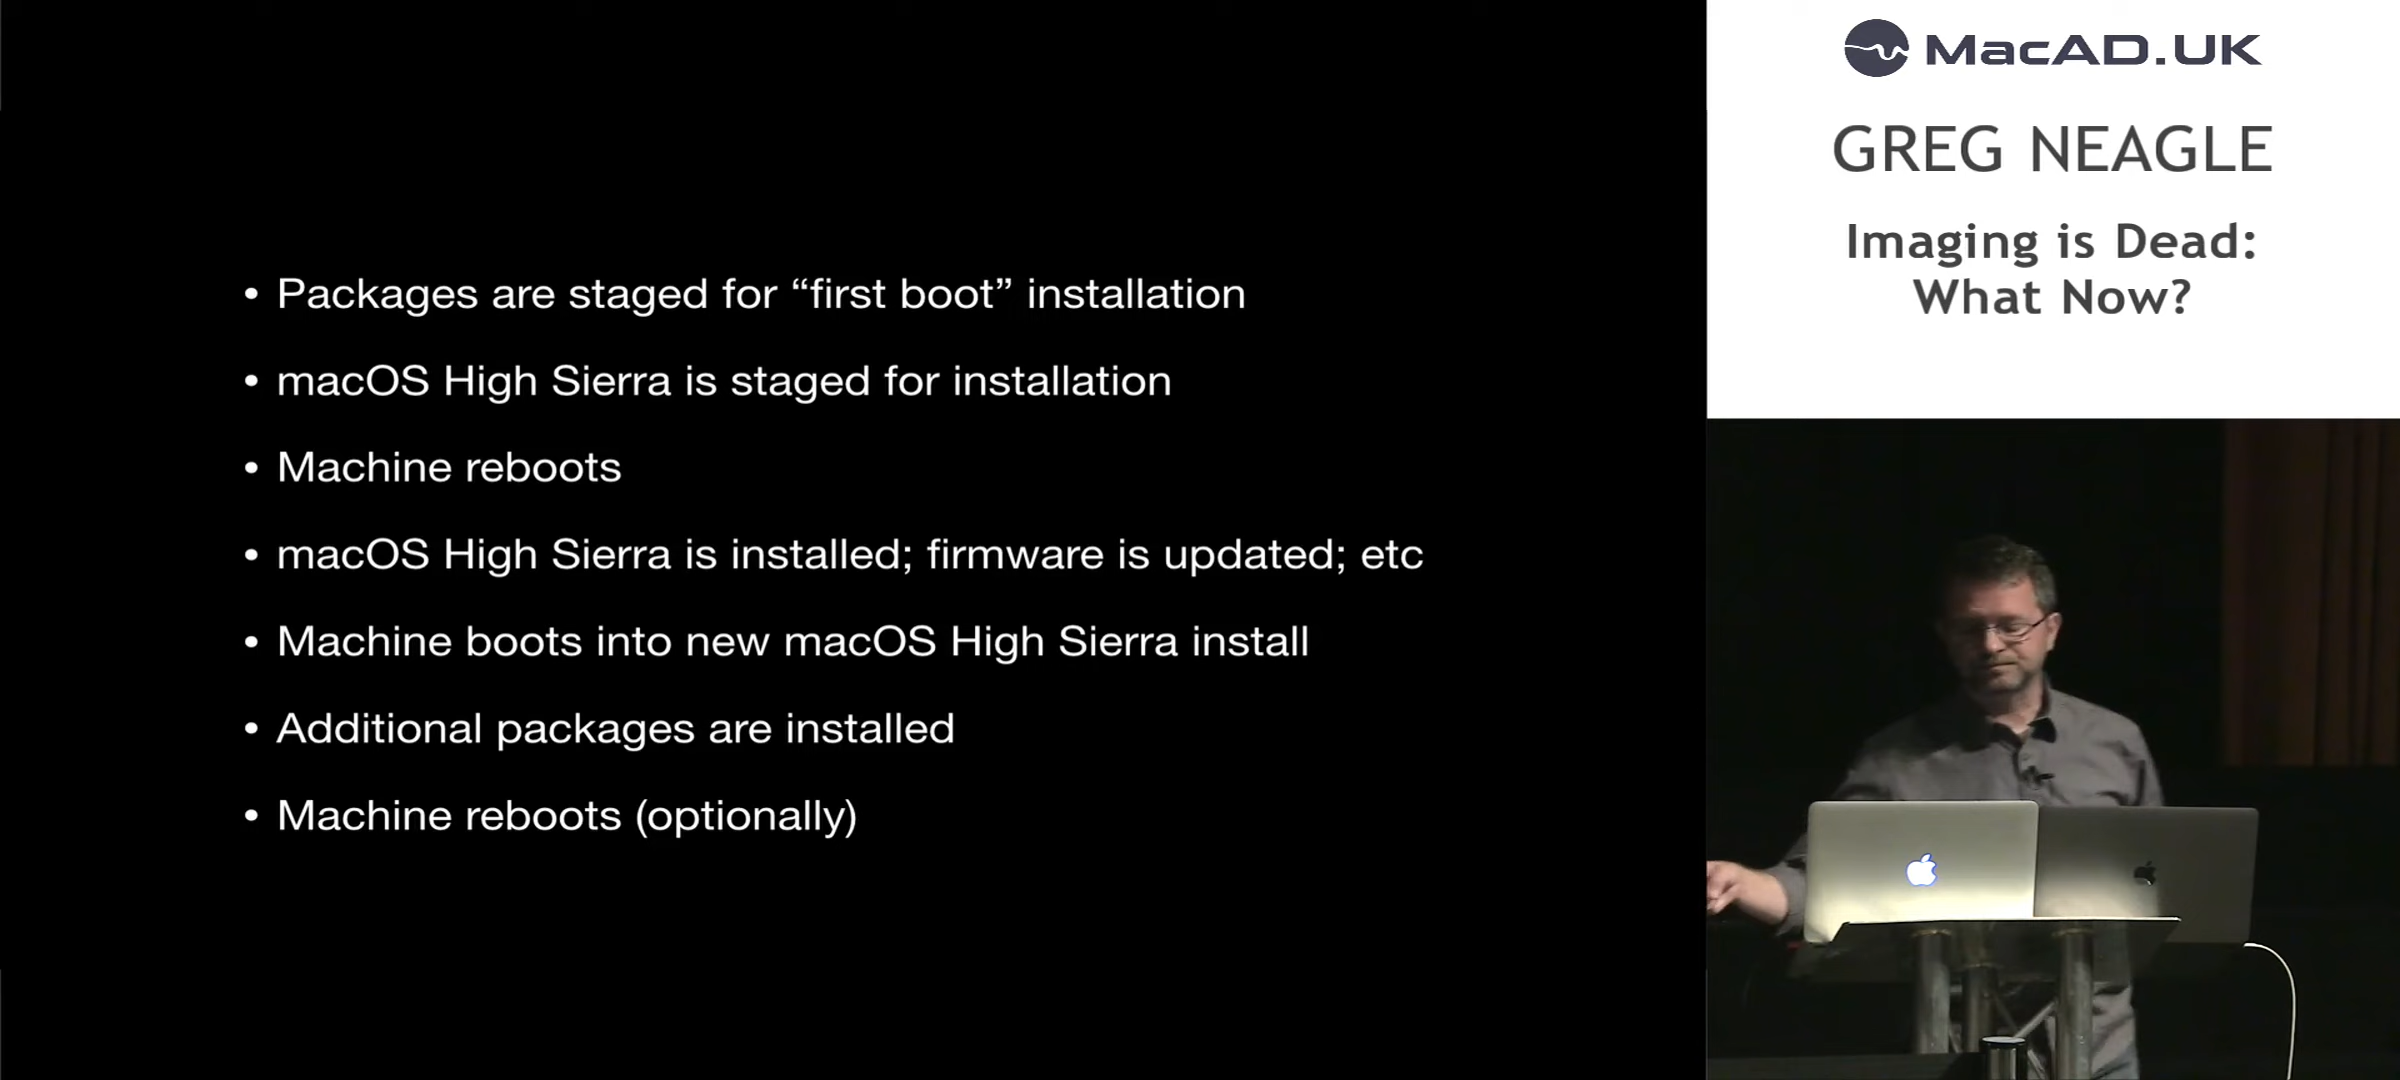 • Packages are staged for “first boot” installation
• macOS High Sierra is staged for installation
• Machine reboots
• macOS High Sierra is installed; firmware is updated; etc
• Machine boots into new macOS High Sierra install
• Additional packages are installed
• Machine reboots (optionally)
MacAD.UK
GREG NEAGLE
Imaging is Dead:
What Now?